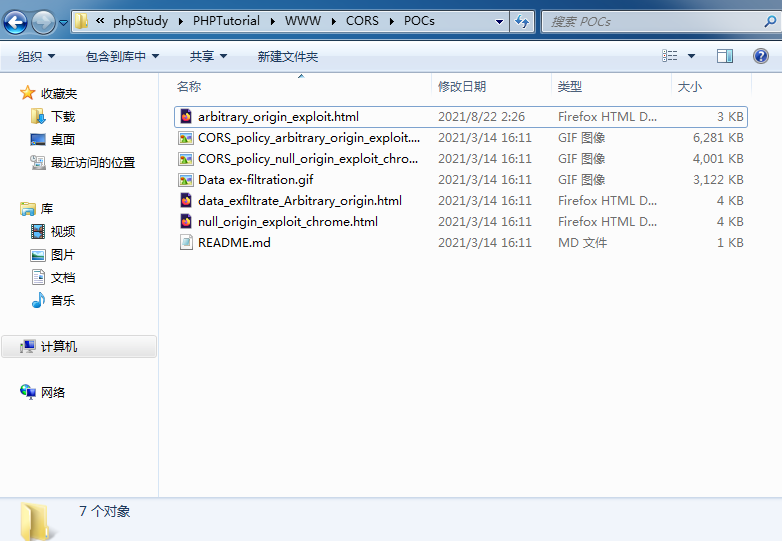 « phpStudy PHPTutorial WWW CORS POCs 搜索 POCs
组织 包含到库中 共享 新建文件夹
收藏夹
下载
桌面
最近访问的位置
库
视频
图片
文档
音乐
计算机
网络
名称 修改日期 类型 大小
arbitrary_origin_exploit.html 2021/8/22 2:26 Firefox HTML D... 3 KB
CORS_policy_arbitrary_origin_exploit.... 2021/3/14 16:11 GIF 图像 6,281 KB
CORS_policy_null_origin_exploit_chro... 2021/3/14 16:11 GIF 图像 4,001 KB
Data ex-filtration.gif 2021/3/14 16:11 GIF 图像 3,122 KB
data_exfiltrate_Arbitrary_origin.html 2021/3/14 16:11 Firefox HTML D... 4 KB
null_origin_exploit_chrome.html 2021/3/14 16:11 Firefox HTML D... 4 KB
README.md 2021/3/14 16:11 MD 文件 1 KB
7 个对象